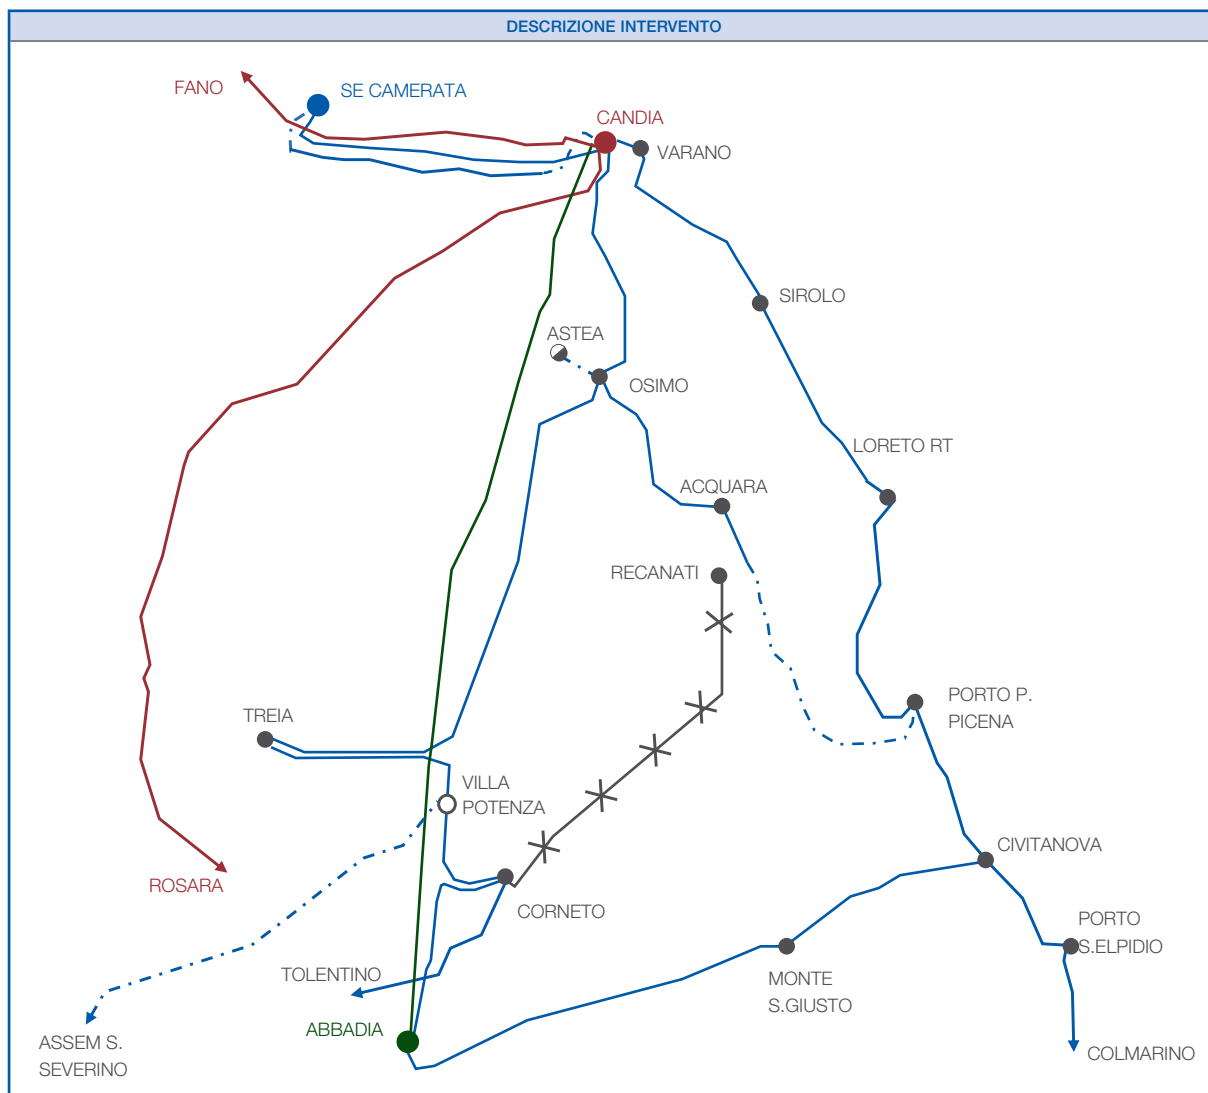 DESCRIZIONE INTERVENTO
FANO
SE CAMERATA
CANDIA
VARANO
SIROLO
ASTEA
OSIMO
LORETO RT
ACQUARA
RECANATI
TREIA
PORTO P.
PICENA
VILLA
POTENZA
CIVITANOVA
ROSARA
CORNETO
PORTO
S.ELPIDIO
TOLENTINO
MONTE
S.GIUSTO
ABBADIA
ASSEM S.
SEVERINO
COLMARINO